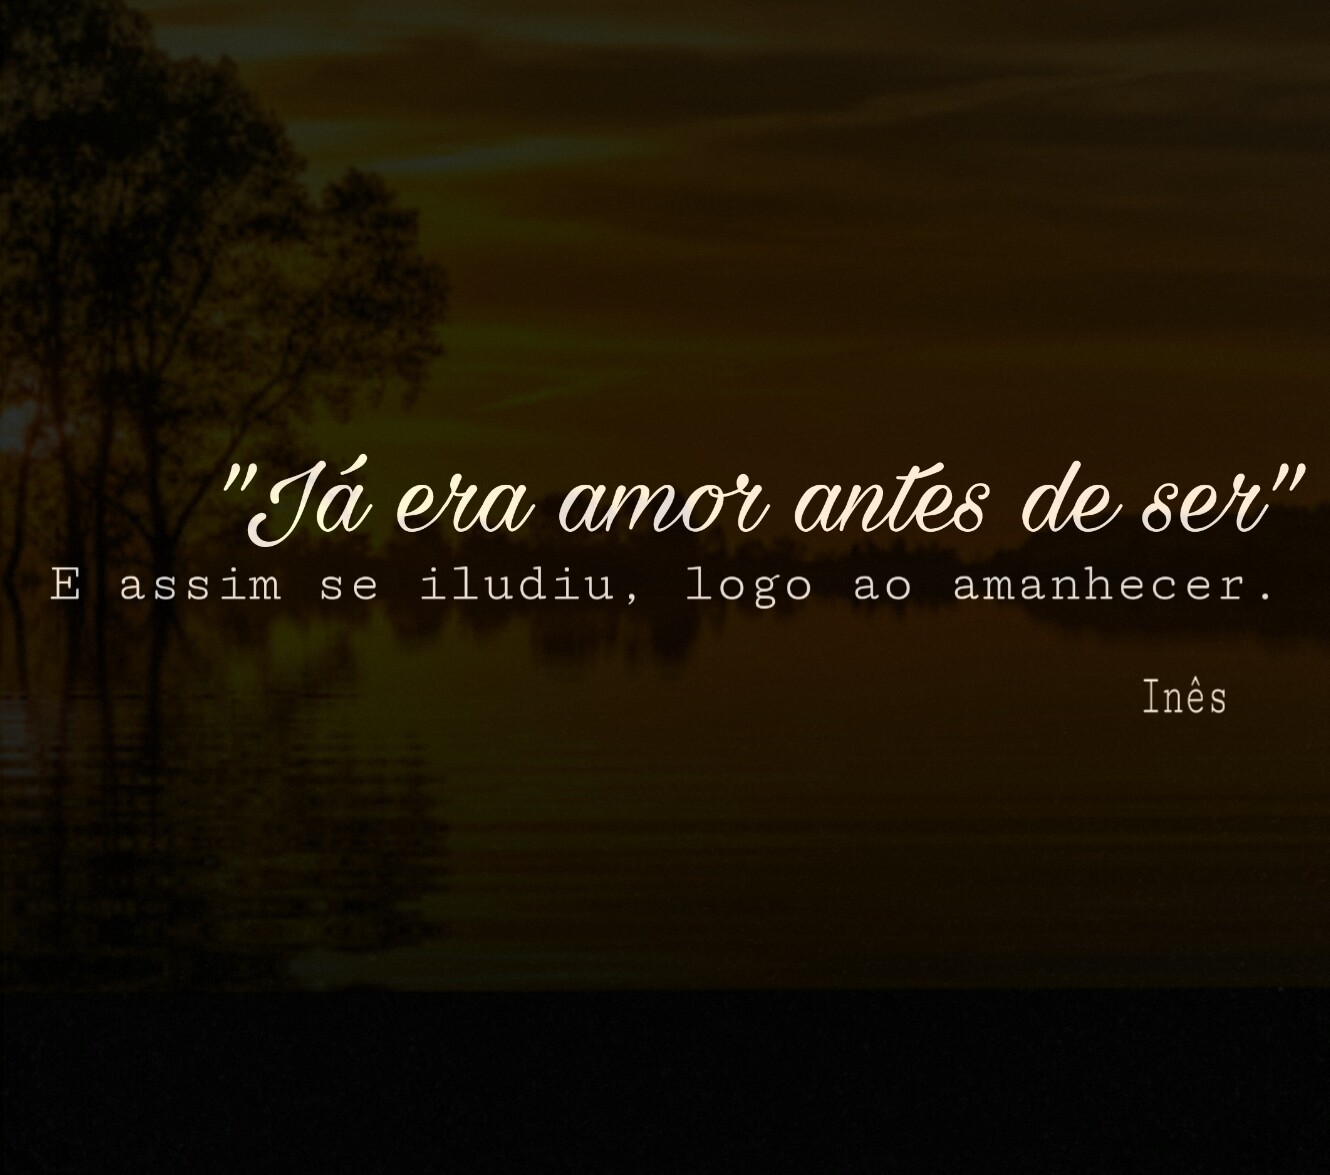 "Já era amor antes de ser"
E assim se iludiu, logo ao amanhecer.
Inês